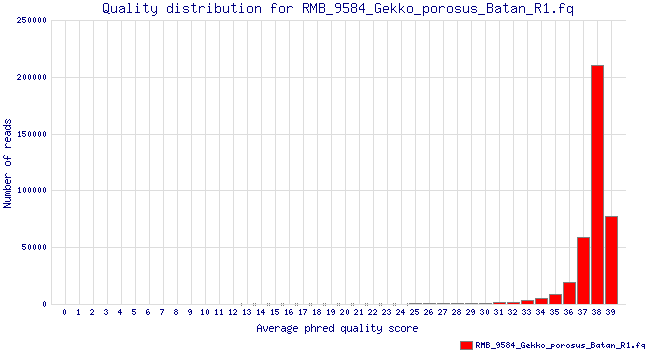 Quality distribution for RMB_9584_Gekko_porosus_Batan_R1.fq
250000
200000
150000
100000
50000
0
Number of reads
0 1 2 3 4 5 6 7 8 9 10 11 12 13 14 15 16 17 18 19 20 21 22 23 24 25 26 27 28 29 30 31 32 33 34 35 36 37 38 39
Average phred quality score
RMB_9584_Gekko_porosus_Batan_R1.fq